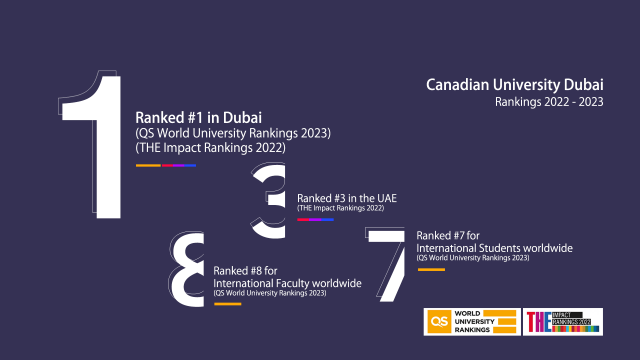 Canadian University Dubai
Rankings 2022 - 2023
1
Ranked #1 in Dubai
(QS World University Rankings 2023)
(THE Impact Rankings 2022)
3
Ranked #3 in the UAE
(THE Impact Rankings 2022)
7
Ranked #7 for
International Students worldwide
(QS World University Rankings 2023)
8
Ranked #8 for
International Faculty worldwide
(QS World University Rankings 2023)
QS
WORLD
UNIVERSITY
RANKINGS
THE
IMPACT
RANKINGS 2022